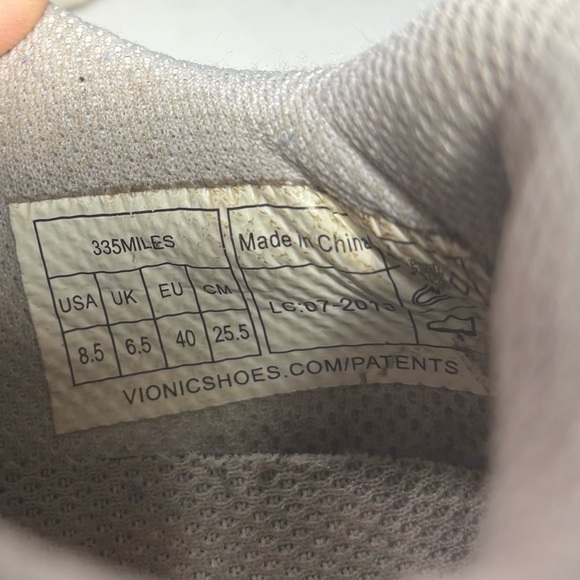 335MILES
USA UK EU CM
8.5 6.5 40 25.5
Made In China
VIONICSHOES.COM/PATENTS